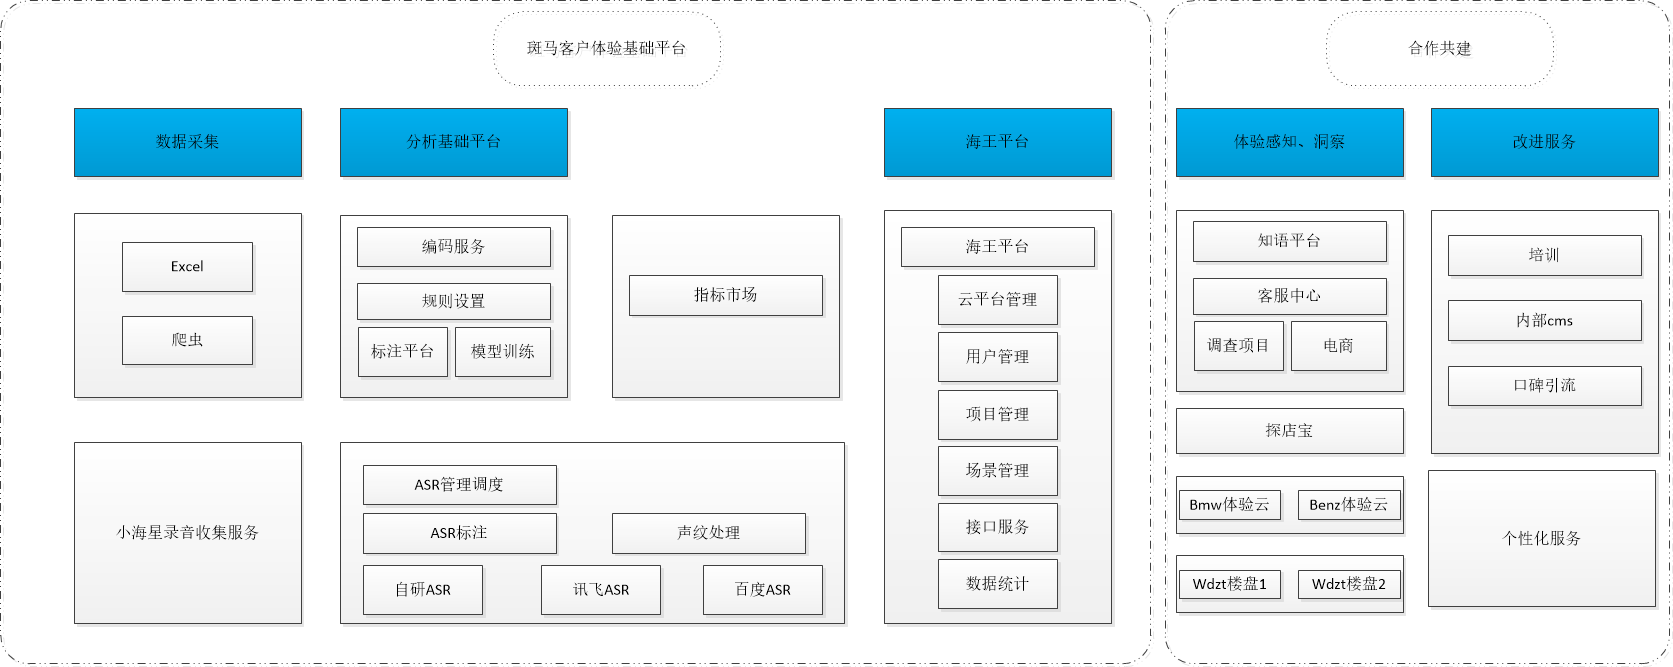 斑马客户体验基础平台
合作共建
数据采集
分析基础平台
海王平台
体验感知、洞察
改进服务
Excel
爬虫
小海星录音收集服务
编码服务
规则设置
标注平台
模型训练
指标市场
ASR管理调度
ASR标注
声纹处理
自研ASR
讯飞ASR
百度ASR
海王平台
云平台管理
用户管理
项目管理
场景管理
接口服务
数据统计
知语平台
客服中心
调查项目
电商
探店宝
Bmw体验云
Benz体验云
Wdzt楼盘1
Wdzt楼盘2
培训
内部cms
口碑引流
个性化服务